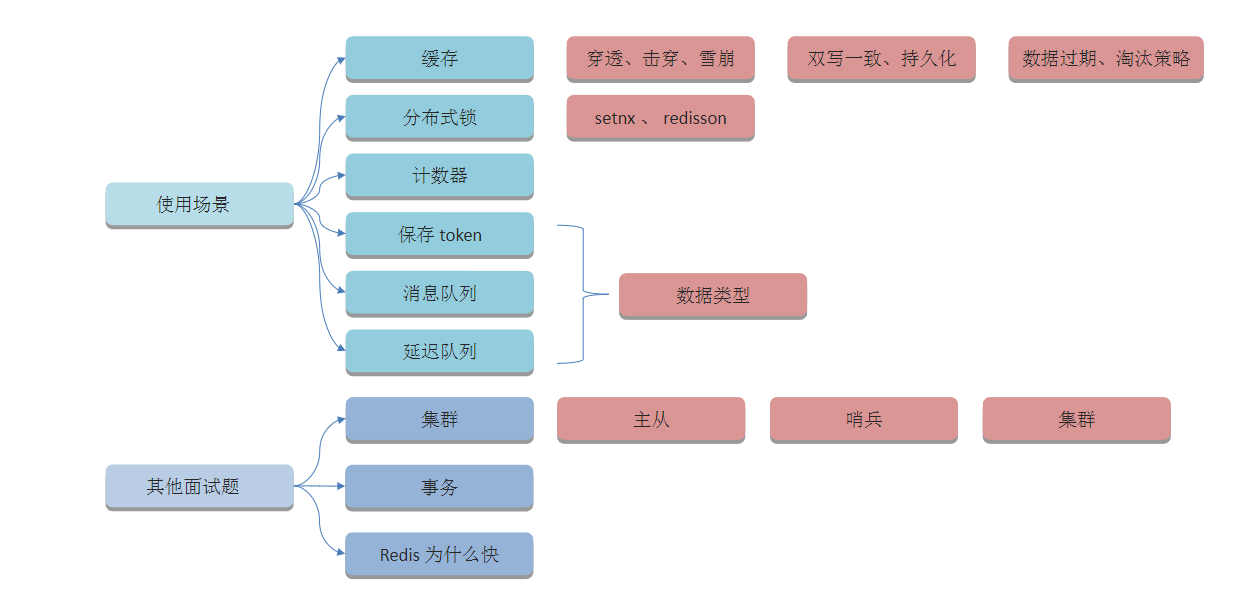 缓存
穿透、击穿、雪崩
双写一致、持久化
数据过期、淘汰策略
分布式锁
setnx 、 redisson
计数器
使用场景
保存 token
消息队列
数据类型
延迟队列
集群
主从
哨兵
集群
其他面试题
事务
Redis 为什么快